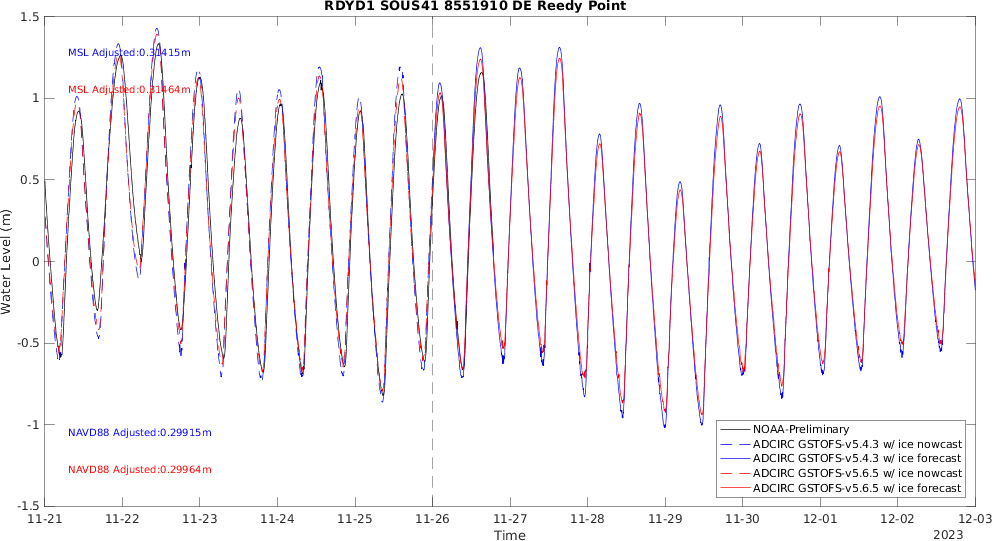 RDYD1 SOUS41 8551910 DE Reedy Point
1.5
1
0.5
0
-0.5
-1
-1.5
Water Level (m)
MSL Adjusted:0.31415m
MSL Adjusted:0.31464m
NAVD88 Adjusted:0.29915m
NAVD88 Adjusted:0.29964m
NOAA-Preliminary
ADCIRC GSTOFS-v5.4.3 w/ ice nowcast
ADCIRC GSTOFS-v5.4.3 w/ ice forecast
ADCIRC GSTOFS-v5.6.5 w/ ice nowcast
ADCIRC GSTOFS-v5.6.5 w/ ice forecast
11-21 11-22 11-23 11-24 11-25 11-26 11-27 11-28 11-29 11-30 12-01 12-02 12-03
Time
2023